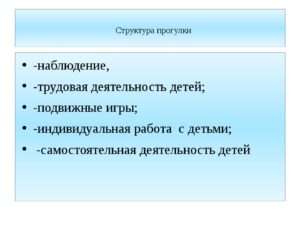 Структура прогулки
• -наблюдение,
• -трудовая деятельность детей;
• -подвижные игры;
• -индивидуальная работа  с детьми;
•  -самостоятельная деятельность детей